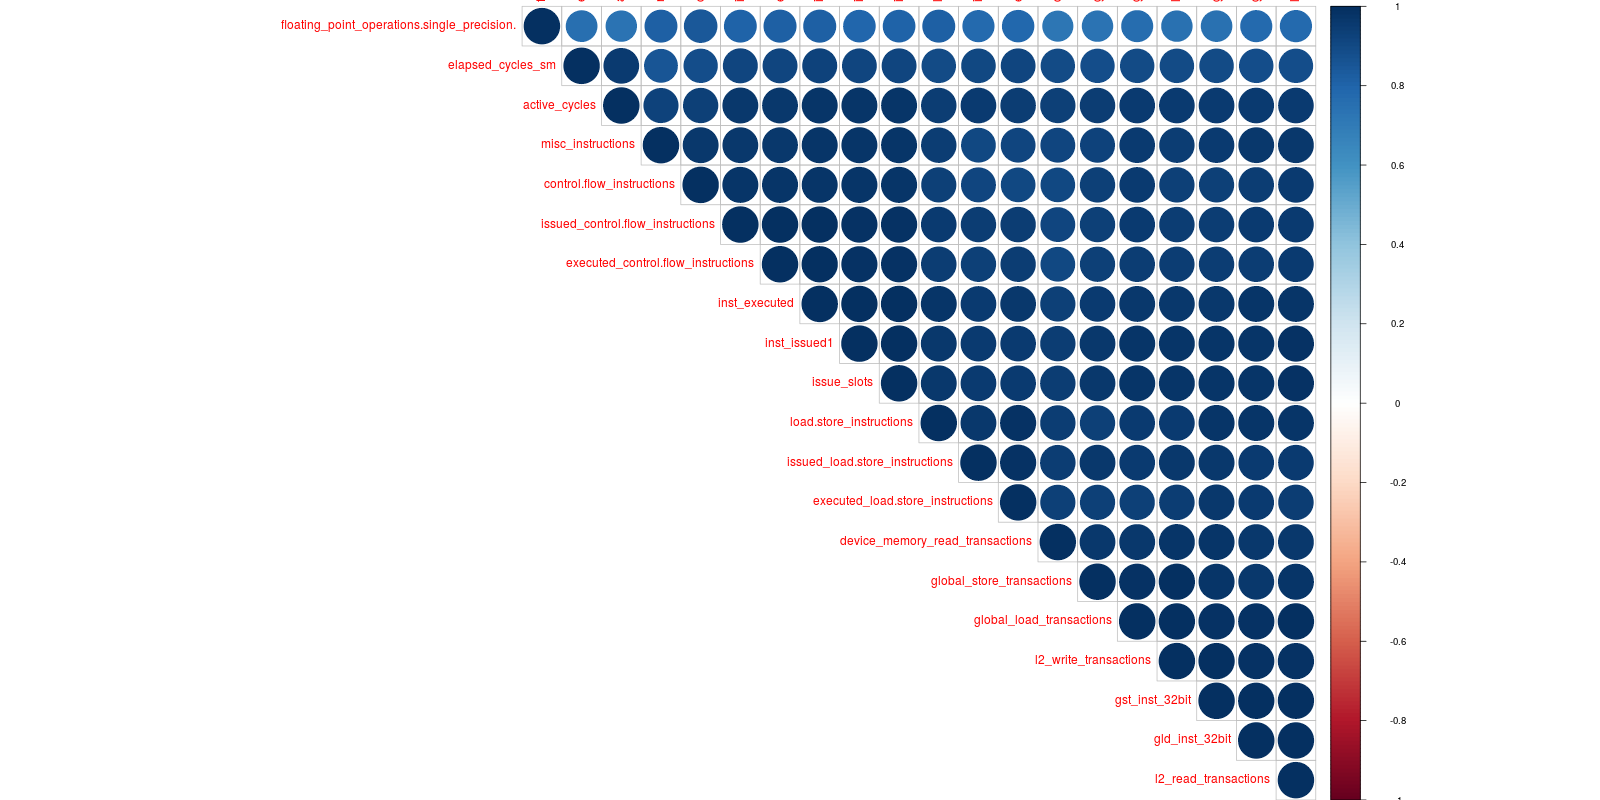 floating_point_operations.single_precision.
elapsed_cycles_sm
active_cycles
misc_instructions
control.flow_instructions
issued_control.flow_instructions
executed_control.flow_instructions
inst_executed
inst_issued1
issue_slots
load.store_instructions
issued_load.store_instructions
executed_load.store_instructions
device_memory_read_transactions
global_store_transactions
global_load_transactions
l2_write_transactions
gst_inst_32bit
gld_inst_32bit
l2_read_transactions
1
0.8
0.6
0.4
0.2
0
-0.2
-0.4
-0.6
-0.8